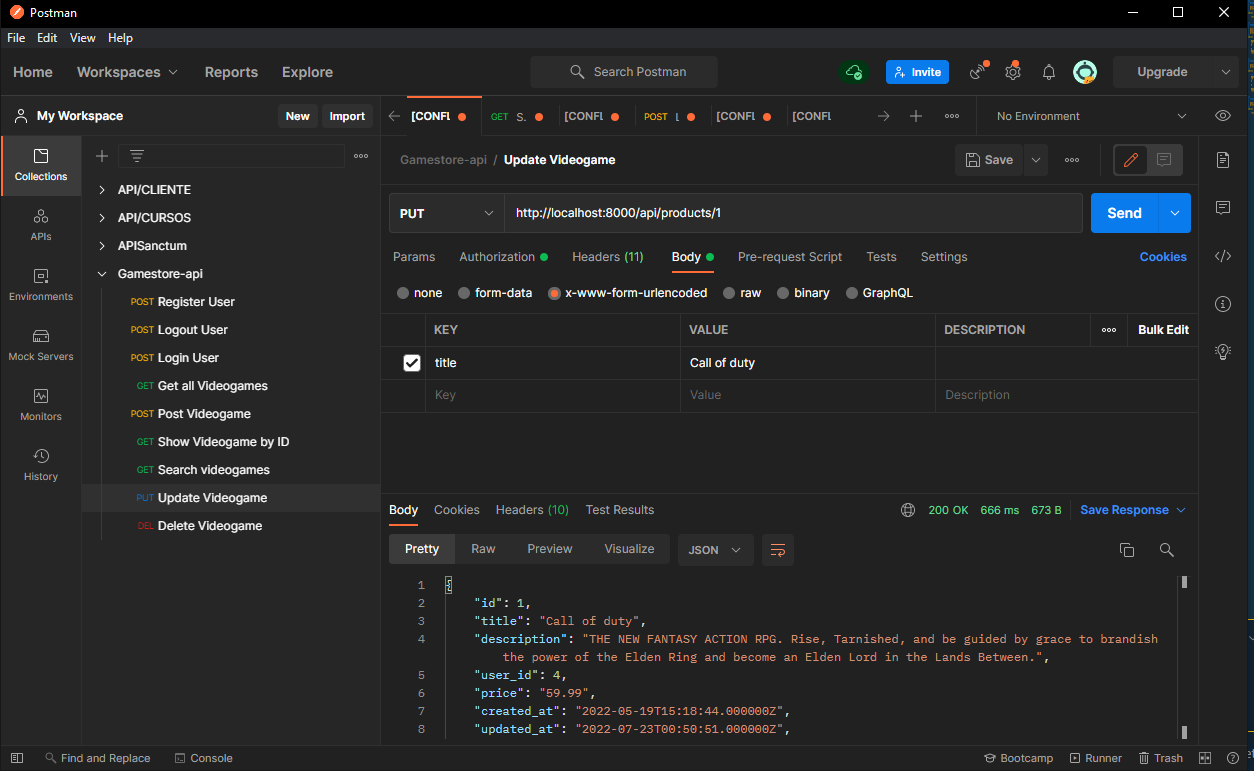 Postman
File Edit View Help
Home Workspaces Reports Explore Search Postman Invite Upgrade
My Workspace New Import [CONFL GET S. [CONFL POST [ [CONFL [CONFL No Environment
Collections
APIs
Environments
Mock Servers
Monitors
History
API/CLIENTE
API/CURSOS
APISanctum
Gamestore-api
POST Register User
POST Logout User
POST Login User
GET Get all Videogames
POST Post Videogame
GET Show Videogame by ID
GET Search videogames
PUT Update Videogame
DEL Delete Videogame
Gamestore-api / Update Videogame Save
PUT http://localhost:8000/api/products/1 Send
Params Authorization Headers (11) Body Pre-request Script Tests Settings Cookies
none form-data x-www-form-urlencoded raw binary GraphQL
KEY VALUE DESCRIPTION Bulk Edit
title Call of duty
Key Value Description
Body Cookies Headers (10) Test Results 200 OK 666 ms 673 B Save Response
Pretty Raw Preview Visualize JSON
1 {
2 "id": 1,
3 "title": "Call of duty",
4 "description": "THE NEW FANTASY ACTION RPG. Rise, Tarnished, and be guided by grace to brandish
the power of the Elden Ring and become an Elden Lord in the Lands Between.",
5 "user_id": 4,
6 "price": "59.99",
7 "created_at": "2022-05-19T15:18:44.000000Z",
8 "updated_at": "2022-07-23T00:50:51.000000Z",
Find and Replace Console Bootcamp Runner Trash